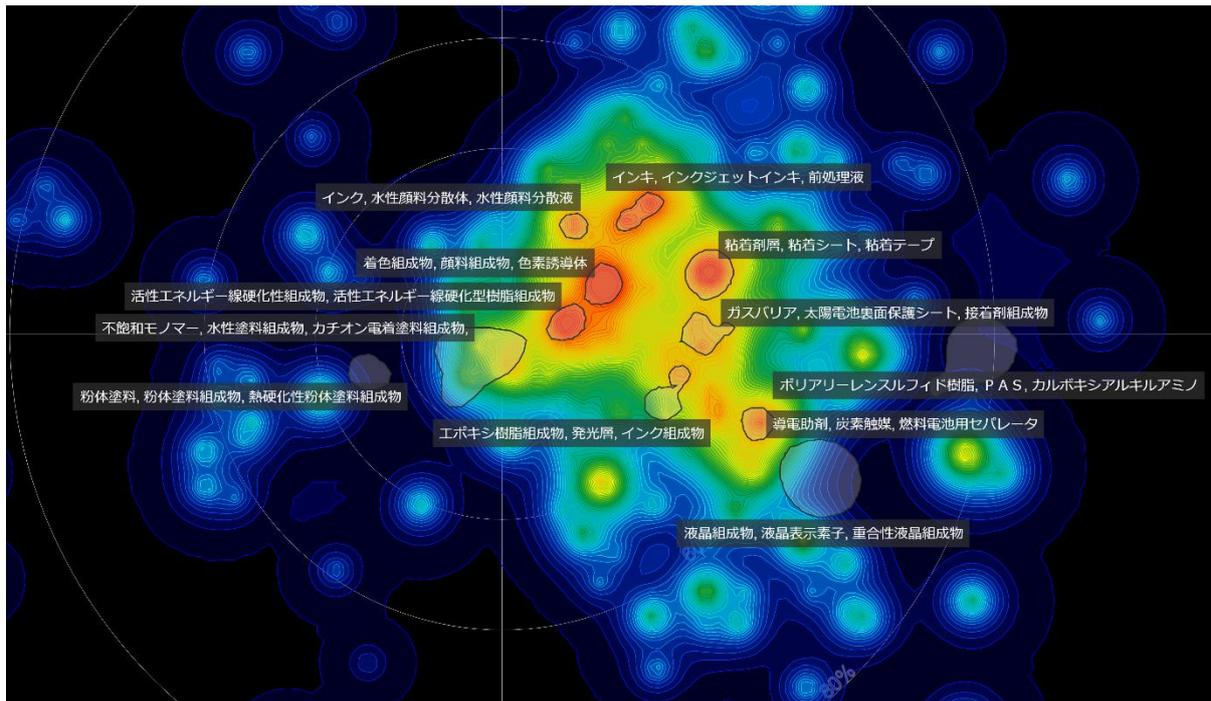 インキ, インクジェットインキ, 前処理液
インク, 水性顔料分散体, 水性顔料分散液
粘着剤層, 粘着シート, 粘着テープ
着色組成物, 顔料組成物, 色素誘導体
活性エネルギー線硬化性組成物, 活性エネルギー線硬化型樹脂組成物
ガスバリア, 太陽電池裏面保護シート, 接着剤組成物
不飽和モノマー, 水性塗料組成物, カチオン電着塗料組成物,
ポリアリーレンスルフィド樹脂, ＰＡＳ, カルボキシアルキルアミノ
粉体塗料, 粉体塗料組成物, 熱硬化性粉体塗料組成物
導電助剤, 炭素触媒, 燃料電池用セパレータ
エポキシ樹脂組成物, 発光層, インク組成物
液晶組成物, 液晶表示素子, 重合性液晶組成物
80%